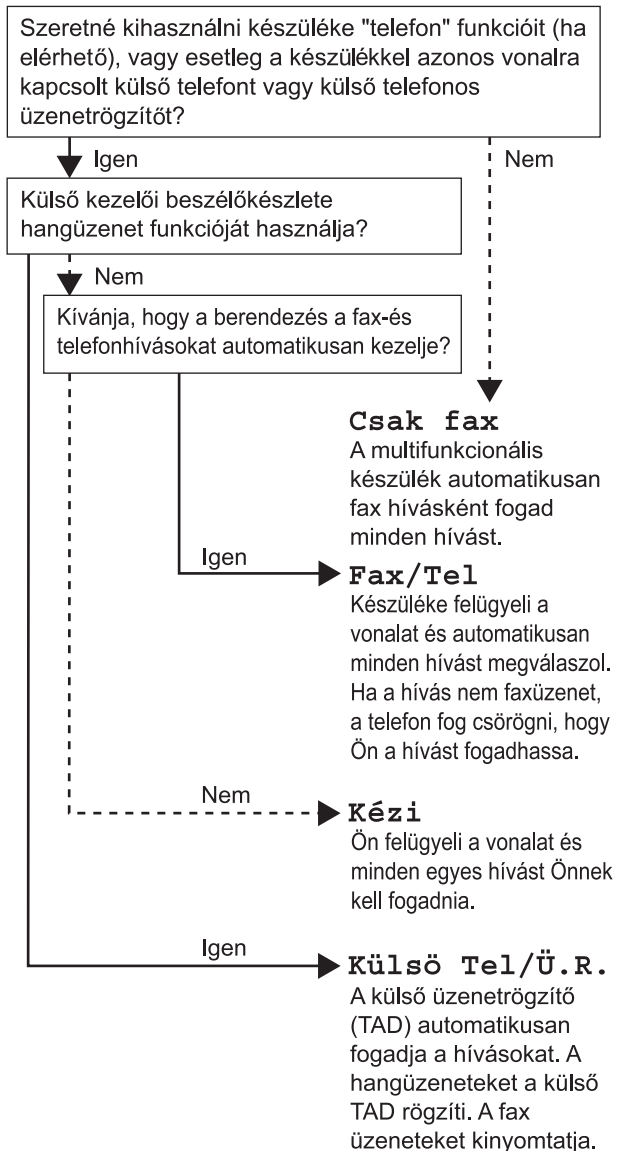 Szeretné kihasználni készüléke "telefon" funkcióit (ha
elérhető), vagy esetleg a készülékkel azonos vonalra
kapcsolt külső telefont vagy külső telefonos
üzenetrögzítőt?
Igen
Nem
Külső kezelői beszélőkészlete
hangüzenet funkcióját használja?
Nem
Kívánja, hogy a berendezés a fax-és
telefonhívásokat automatikusan kezelje?
Csak fax
A multifunkcionális
készülék automatikusan
fax hívásként fogad
minden hívást.
Igen
Fax/Tel
Készüléke felügyeli a
vonalat és automatikusan
minden hívást megválaszol.
Ha a hívás nem faxüzenet,
a telefon fog csörögni, hogy
Ön a hívást fogadhassa.
Nem
Kézi
Ön felügyeli a vonalat és
minden egyes hívást Önnek
kell fogadnia.
Igen
Külsö Tel/Ü.R.
A külső üzenetrögzítő
(TAD) automatikusan
fogadja a hívásokat. A
hangüzeneteket a külső
TAD rögzíti. A fax
üzeneteket kinyomtatja.